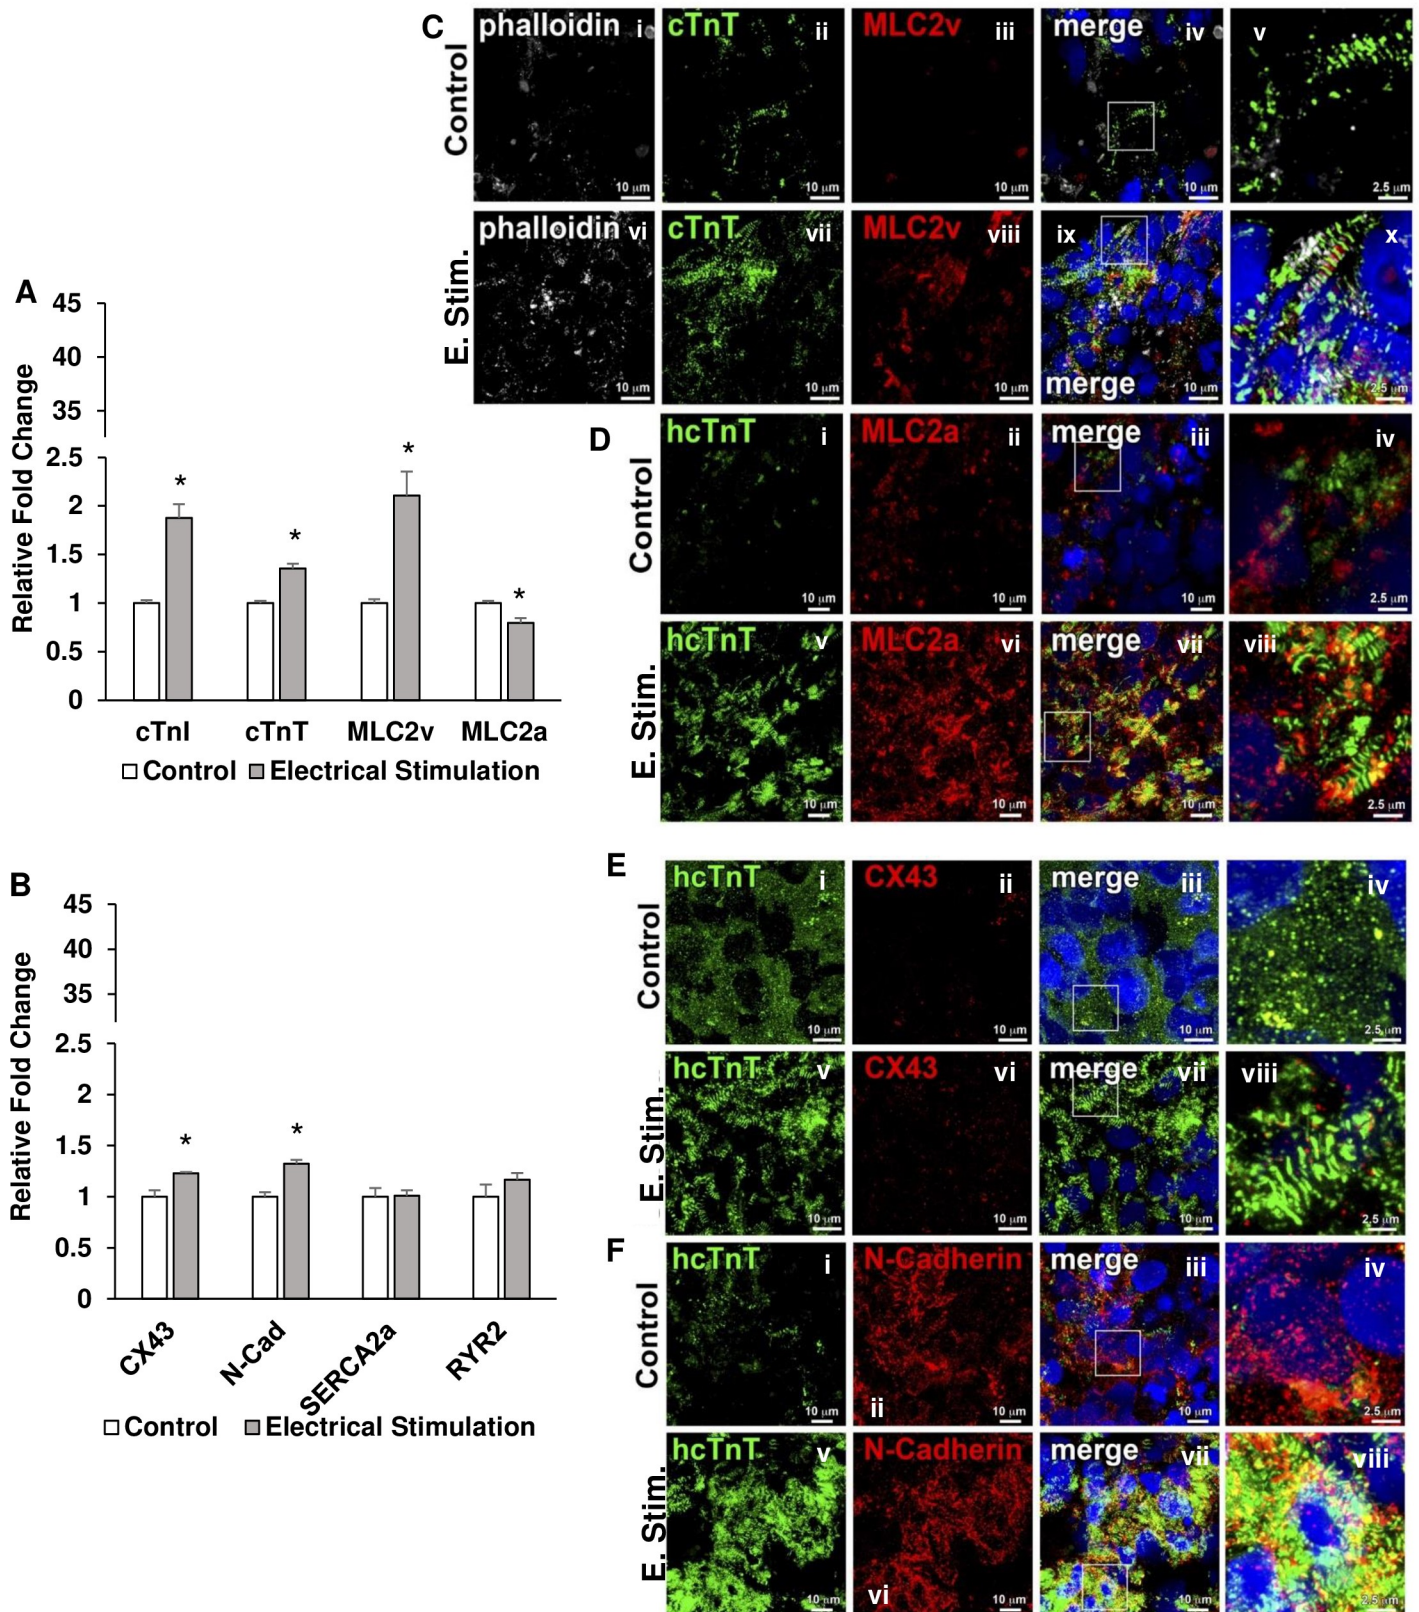 A
45
40
35
2.5
2
1.5
1
0.5
0
Relative Fold Change
*
*
*
*
cTnI cTnT MLC2v MLC2a
Control Electrical Stimulation
B
45
40
35
2.5
2
1.5
1
0.5
0
Relative Fold Change
*
*
CX43 N-Cad SERCA2a RYR2
Control Electrical Stimulation
C
Control
phalloidin i cTnT ii MLC2v iii merge iv v
10 µm 10 µm 10 µm 10 µm 2.5 µm
E. Stim.
phalloidin vi cTnT vii MLC2v viii ix x
merge
10 µm 10 µm 10 µm 10 µm 2.5 µm
D
Control
hcTnT i MLC2a ii merge iii iv
10 µm 10 µm 10 µm 2.5 µm
E. Stim.
hcTnT v MLC2a vi merge vii viii
10 µm 10 µm 10 µm 2.5 µm
E
Control
hcTnT i CX43 ii merge iii iv
10 µm 10 µm 10 µm 2.5 µm
E. Stim.
hcTnT v CX43 vi merge vii viii
10 µm 10 µm 10 µm 2.5 µm
F
Control
hcTnT i N-Cadherin merge iii iv
ii
10 µm 10 µm 10 µm 2.5 µm
E. Stim.
hcTnT v N-Cadherin merge vii viii
vi
10 µm 10 µm 10 µm 2.5 µm